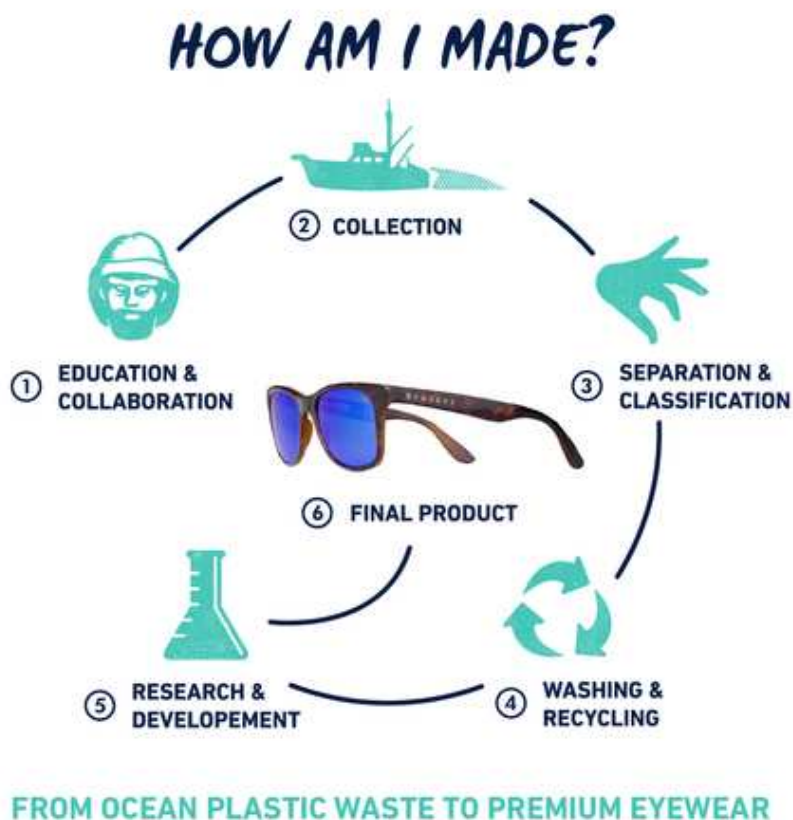 HOW AM I MADE?
② COLLECTION
① EDUCATION &
COLLABORATION
③ SEPARATION &
CLASSIFICATION
⑥ FINAL PRODUCT
⑤ RESEARCH &
DEVELOPEMENT
④ WASHING &
RECYCLING
FROM OCEAN PLASTIC WASTE TO PREMIUM EYEWEAR